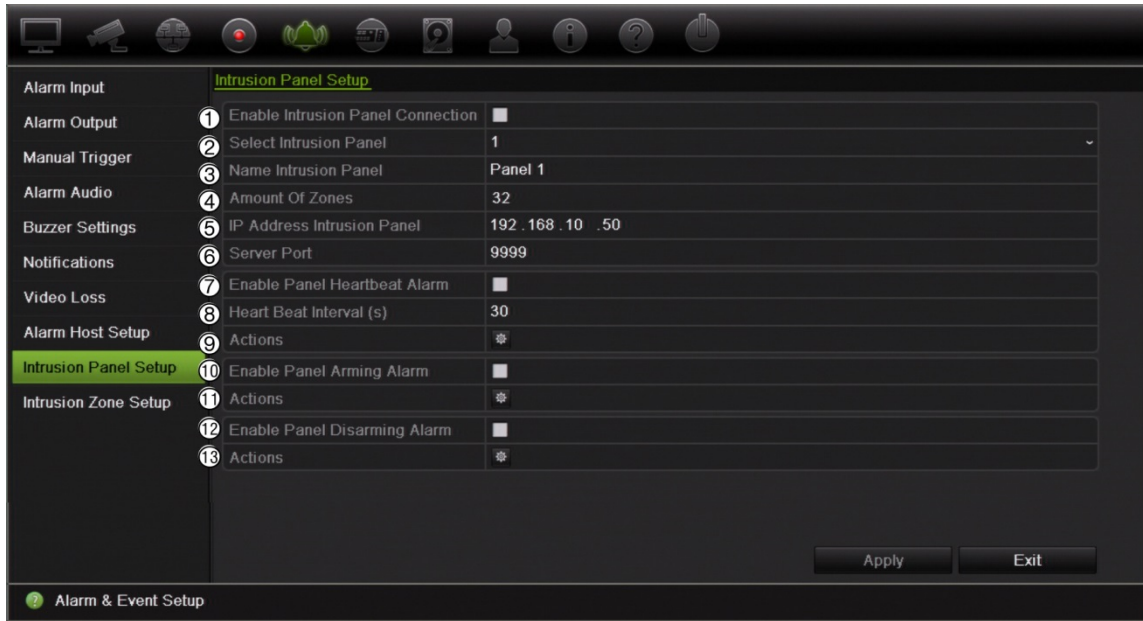 Alarm Input
Alarm Output
Manual Trigger
Alarm Audio
Buzzer Settings
Notifications
Video Loss
Alarm Host Setup
Intrusion Panel Setup
Intrusion Zone Setup
Intrusion Panel Setup
① Enable Intrusion Panel Connection
② Select Intrusion Panel 1
③ Name Intrusion Panel Panel 1
④ Amount Of Zones 32
⑤ IP Address Intrusion Panel 192 . 168 . 10 . 50
⑥ Server Port 9999
⑦ Enable Panel Heartbeat Alarm
⑧ Heart Beat Interval (s) 30
⑨ Actions
⑩ Enable Panel Arming Alarm
⑪ Actions
⑫ Enable Panel Disarming Alarm
⑬ Actions
Apply Exit
? Alarm & Event Setup